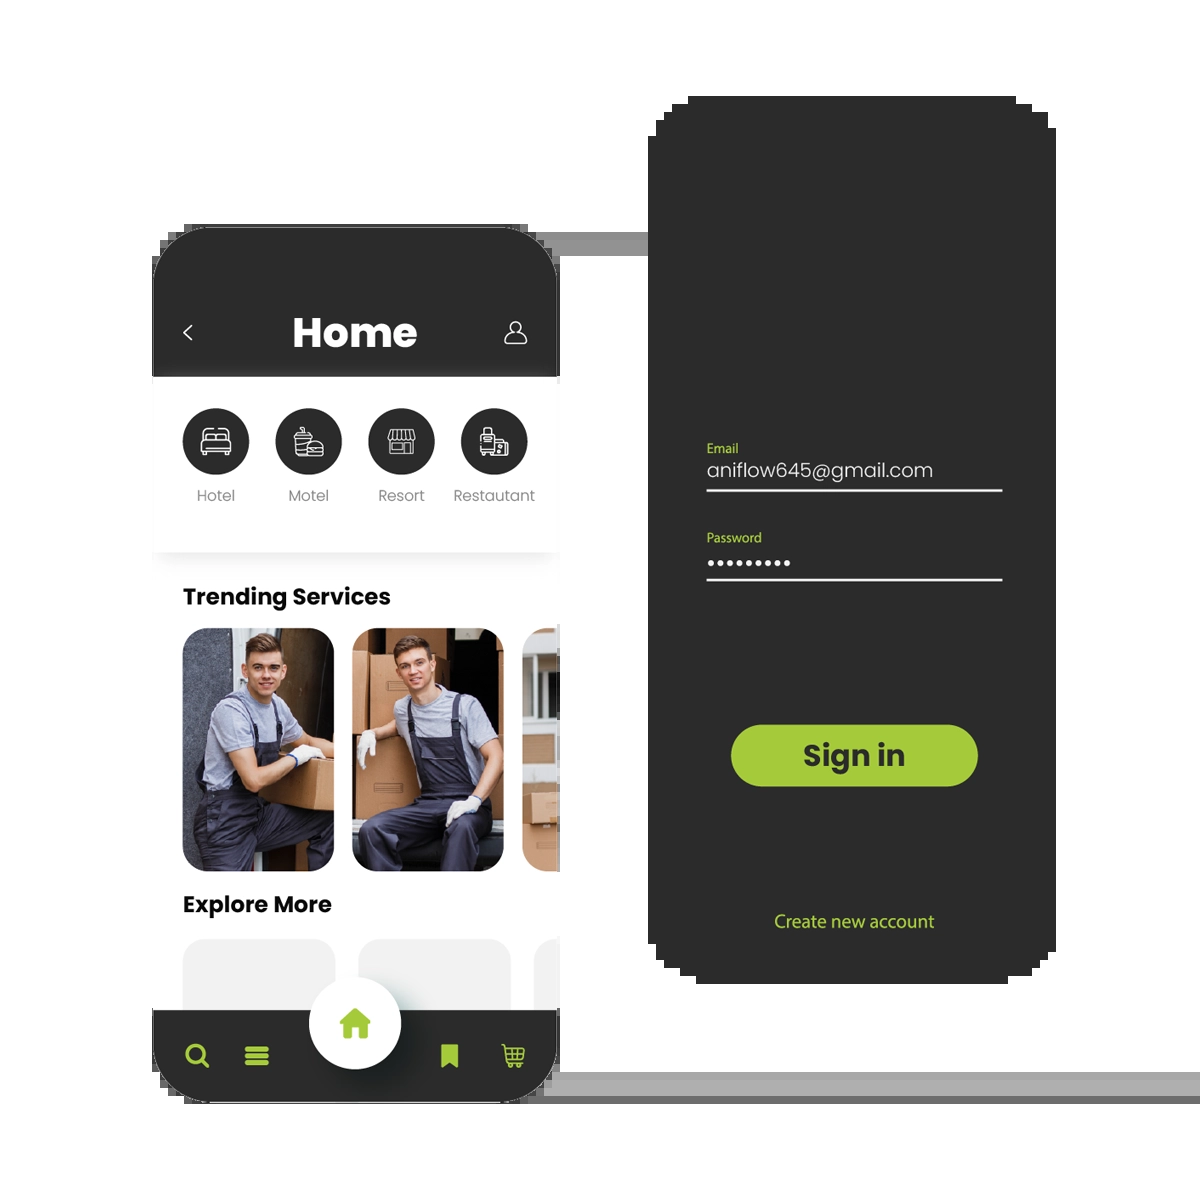 Home
Hotel
Motel
Resort
Restautant
Trending Services
Explore More
Email
aniflow645@gmail.com
Password
•••••••••
Sign in
Create new account